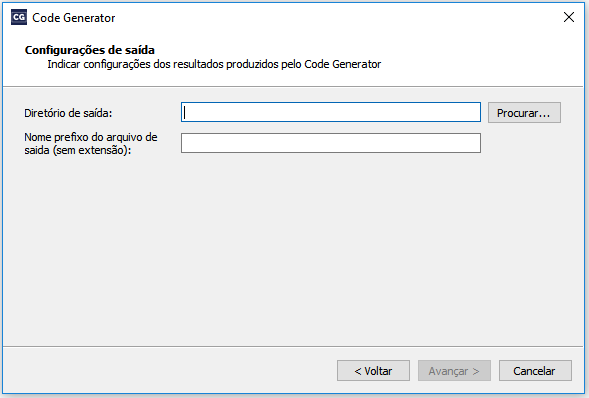 CG Code Generator
Configurações de saída
Indicar configurações dos resultados produzidos pelo Code Generator
Diretório de saída:
Procurar...
Nome prefixo do arquivo de
saida (sem extensão):
< Voltar
Avançar >
Cancelar